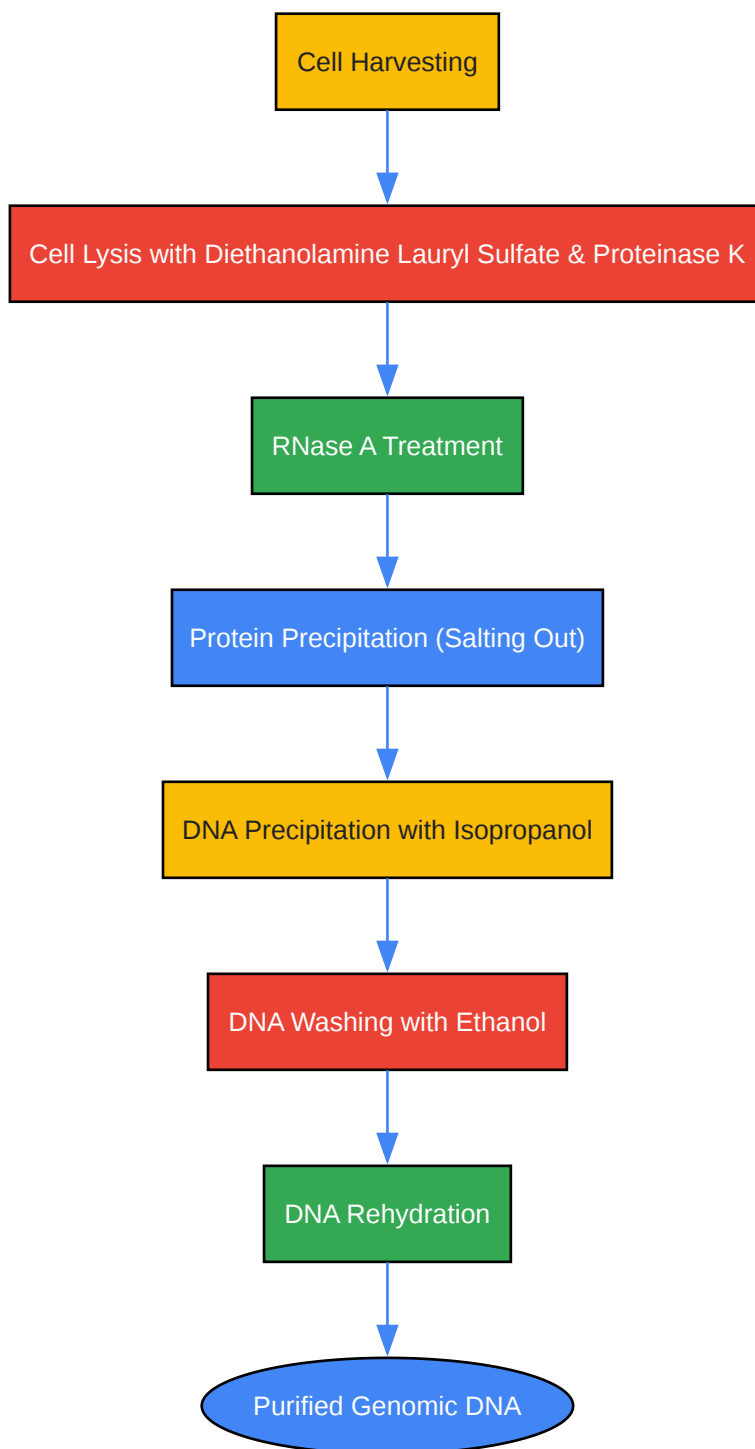 Cell Harvesting
Cell Lysis with Diethanolamine Lauryl Sulfate & Proteinase K
RNase A Treatment
Protein Precipitation (Salting Out)
DNA Precipitation with Isopropanol
DNA Washing with Ethanol
DNA Rehydration
Purified Genomic DNA